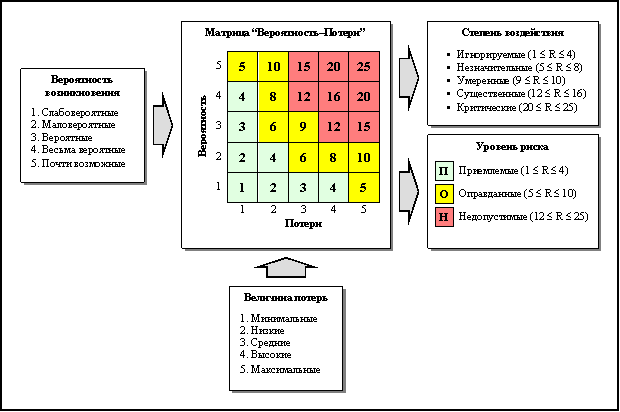 Вероятность
возникновения
1. Слабовероятные
2. Маловероятные
3. Вероятные
4. Весьма вероятные
5. Почти возможные
Матрица “Вероятность–Потери”
Вероятность
5 5 10 15 20 25
4 4 8 12 16 20
3 3 6 9 12 15
2 2 4 6 8 10
1 1 2 3 4 5
1 2 3 4 5
Потери
Степень воздействия
• Игнорируемые (1 ≤ R ≤ 4)
• Незначительные (5 ≤ R ≤ 8)
• Умеренные (9 ≤ R ≤ 10)
• Существенные (12 ≤ R ≤ 16)
• Критические (20 ≤ R ≤ 25)
Уровень риска
П Приемлемые (1 ≤ R ≤ 4)
О Оправданные (5 ≤ R ≤ 10)
Н Недопустимые (12 ≤ R ≤ 25)
Величина потерь
1. Минимальные
2. Низкие
3. Средние
4. Высокие
5. Максимальные